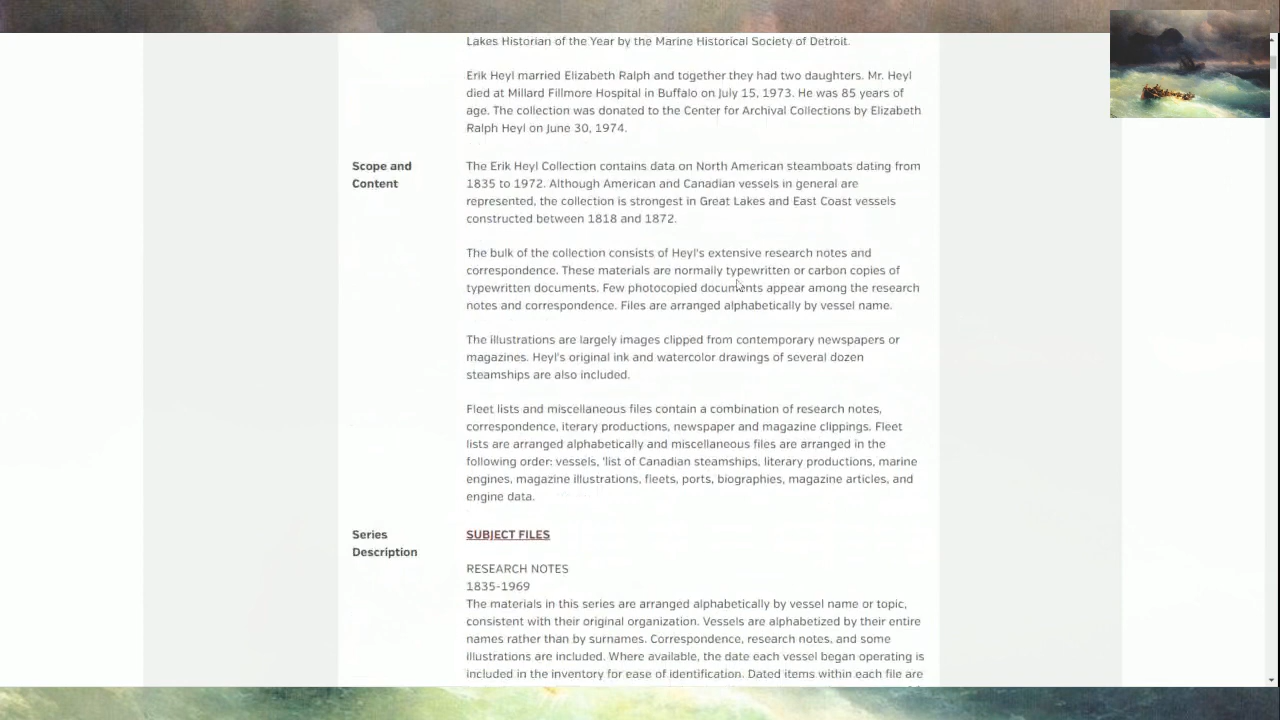 Lakes Historian of the Year by the Marine Historical Society of Detroit.
Erik Heyl married Elizabeth Ralph and together they had two daughters. Mr. Heyl
died at Millard Fillmore Hospital in Buffalo on July 15, 1973. He was 85 years of
age. The collection was donated to the Center for Archival Collections by Elizabeth
Ralph Heyl on June 30, 1974.
Scope and
Content
The Erik Heyl Collection contains data on North American steamboats dating from
1835 to 1972. Although American and Canadian vessels in general are
represented, the collection is strongest in Great Lakes and East Coast vessels
constructed between 1818 and 1872.
The bulk of the collection consists of Heyl's extensive research notes and
correspondence. These materials are normally typewritten or carbon copies of
typewritten documents. Few photocopied documents appear among the research
notes and correspondence. Files are arranged alphabetically by vessel name.
The illustrations are largely images clipped from contemporary newspapers or
magazines. Heyl's original ink and watercolor drawings of several dozen
steamships are also included.
Fleet lists and miscellaneous files contain a combination of research notes,
correspondence, iterary productions, newspaper and magazine clippings. Fleet
lists are arranged alphabetically and miscellaneous files are arranged in the
following order: vessels, 'list of Canadian steamships, literary productions, marine
engines, magazine illustrations, fleets, ports, biographies, magazine articles, and
engine data.
Series
Description
SUBJECT FILES
RESEARCH NOTES
1835-1969
The materials in this series are arranged alphabetically by vessel name or topic,
consistent with their original organization. Vessels are alphabetized by their entire
names rather than by surnames. Correspondence, research notes, and some
illustrations are included. Where available, the date each vessel began operating is
included in the inventory for ease of identification. Dated items within each file are